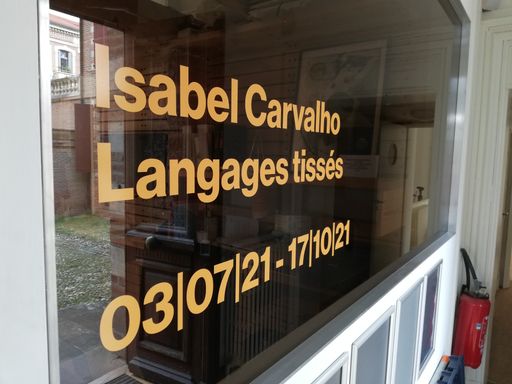 Isabel Carvalho
Langages tissés
03|07|21 - 17|10|21